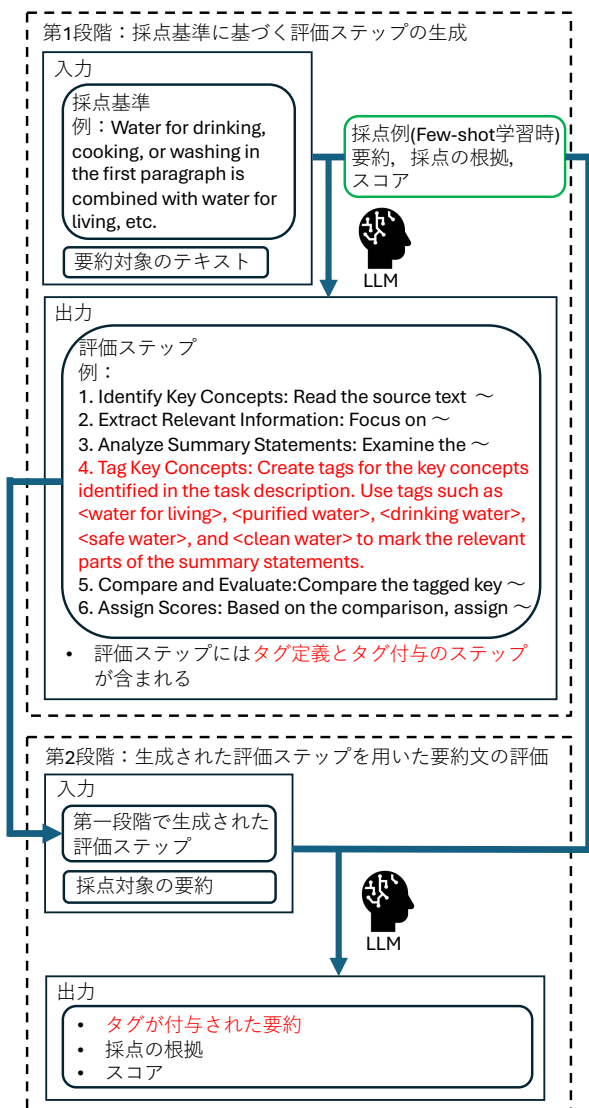 第1段階：採点基準に基づく評価ステップの生成
入力
採点基準
例：Water for drinking,
cooking, or washing in
the first paragraph is
combined with water for
living, etc.
要約対象のテキスト
採点例(Few-shot学習時)
要約，採点の根拠，
スコア
LLM
出力
評価ステップ
例：
1. Identify Key Concepts: Read the source text ～
2. Extract Relevant Information: Focus on ～
3. Analyze Summary Statements: Examine the ～
4. Tag Key Concepts: Create tags for the key concepts
identified in the task description. Use tags such as
<water for living>, <purified water>, <drinking water>,
<safe water>, and <clean water> to mark the relevant
parts of the summary statements.
5. Compare and Evaluate:Compare the tagged key ～
6. Assign Scores: Based on the comparison, assign ～
• 評価ステップにはタグ定義とタグ付与のステップ
が含まれる
第2段階：生成された評価ステップを用いた要約文の評価
入力
第一段階で生成された
評価ステップ
採点対象の要約
LLM
出力
• タグが付与された要約
• 採点の根拠
• スコア